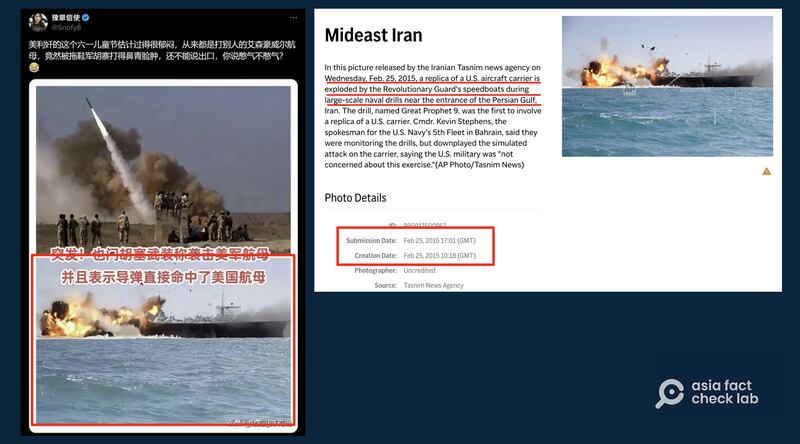 豫章信使
@Snofy8
美利奸的这个六一儿童节估计过得很郁闷，从来都是打别人的艾森豪威尔航
母，竟然被拖鞋军胡塞打得鼻青脸肿，还不能说出口，你说憋气不憋气?
突发！也门胡塞武装称袭击美军航母
并且表示导弹直接命中了美国航母
Mideast Iran
In this picture released by the Iranian Tasnim news agency on
Wednesday, Feb. 25, 2015, a replica of a U.S. aircraft carrier is
exploded by the Revolutionary Guard's speedboats during
large-scale naval drills near the entrance of the Persian Gulf,
Iran. The drill, named Great Prophet 9, was the first to involve
a replica of a U.S. carrier. Cmdr. Kevin Stephens, the
spokesman for the U.S. Navy's 5th Fleet in Bahrain, said they
were monitoring the drills, but downplayed the simulated
attack on the carrier, saying the U.S. military was "not
concerned about this exercise."(AP Photo/Tasnim News)
Photo Details
ID:
Submission Date: Feb 25, 2015 17:01 (GMT)
Creation Date: Feb 25, 2015 10:18 (GMT)
Photographer: Uncredited
Source: Tasnim News Agency
asia fact
check lab